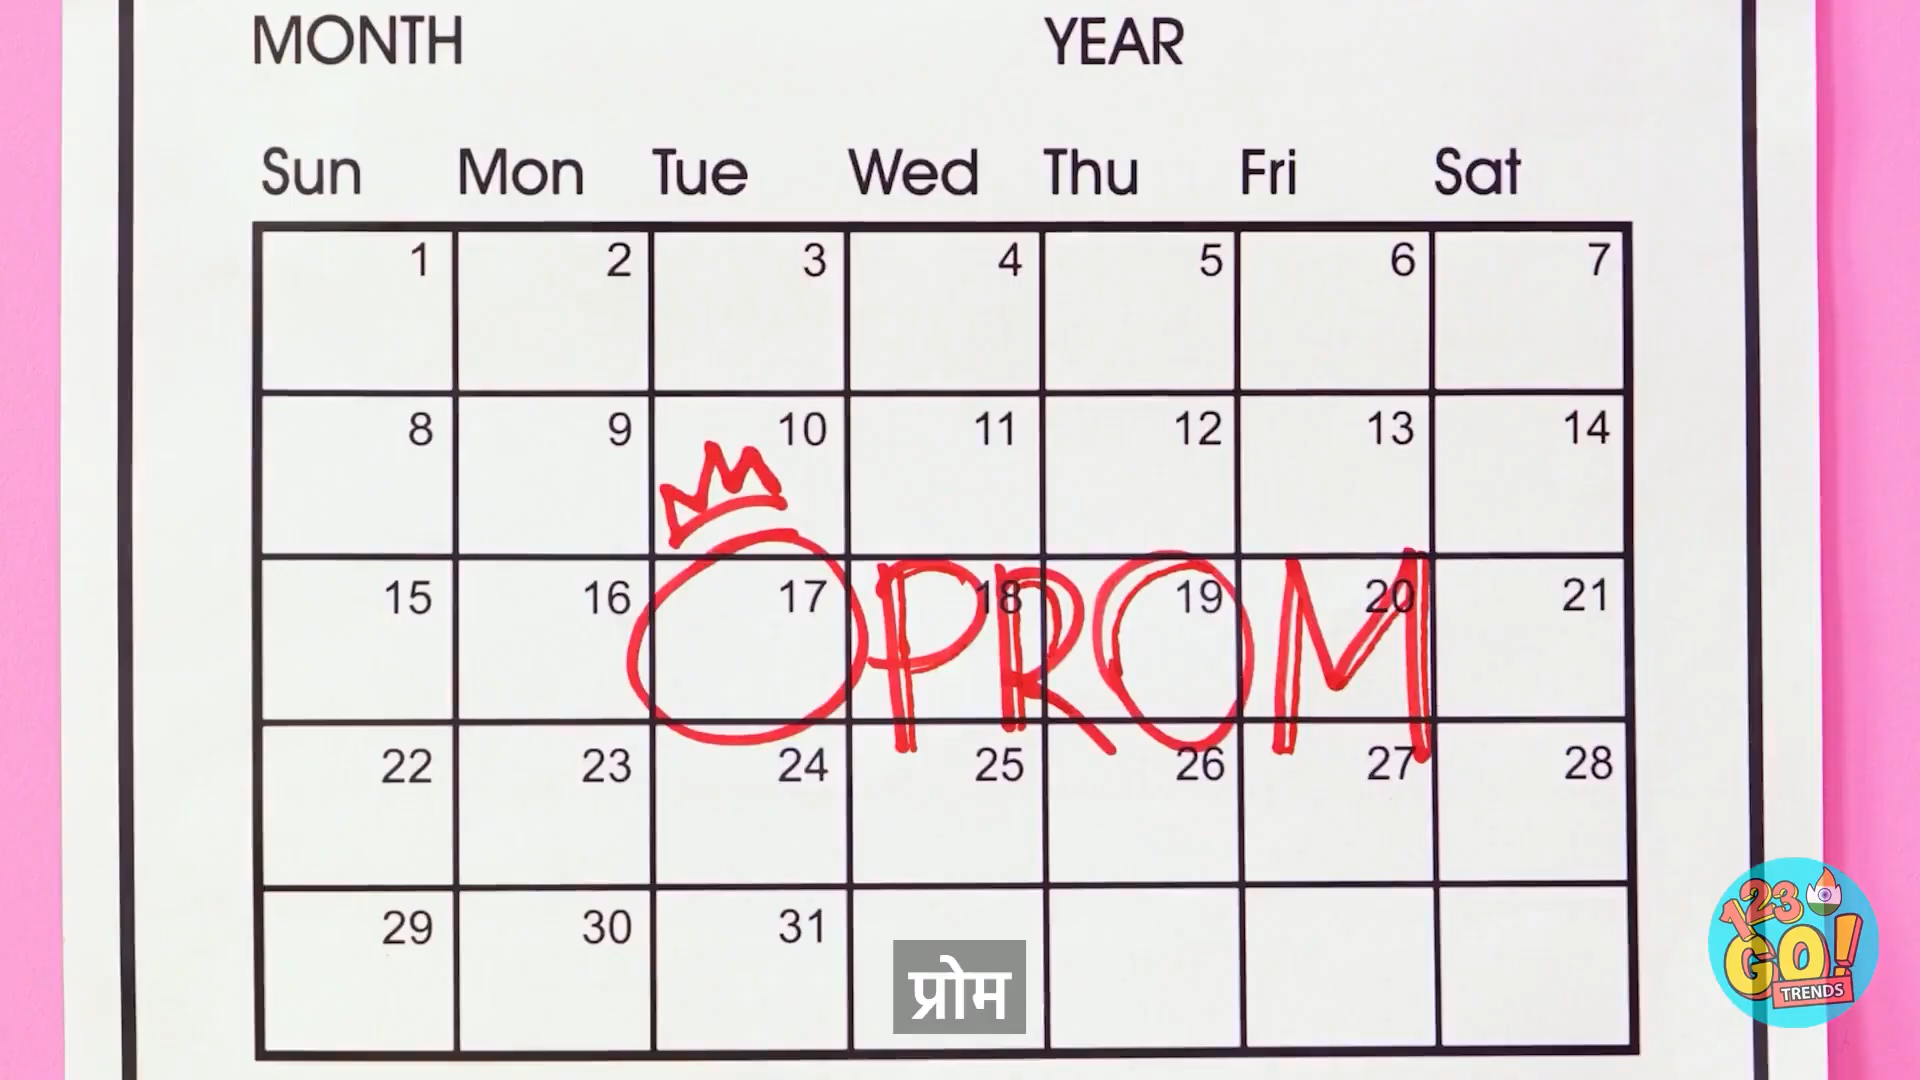 MONTH YEAR
Sun Mon Tue Wed Thu Fri Sat
1 2 3 4 5 6 7
8 9 10 11 12 13 14
15 16 17 18 19 20 21
PROM
22 23 24 25 26 27 28
29 30 31
प्रोम
123
GO!
TRENDS